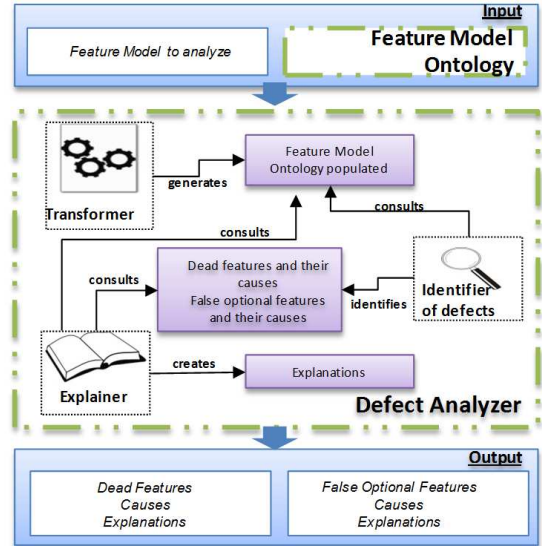 Input
Feature Model to analyze
Feature Model
Ontology
Transformer
generates
Feature Model
Ontology populated
consults
consults
consults
Dead features and their
causes
False optional features
and their causes
identifies
Identifier
of defects
Explainer
creates
Explanations
Defect Analyzer
Output
Dead Features
Causes
Explanations
False Optional Features
Causes
Explanations